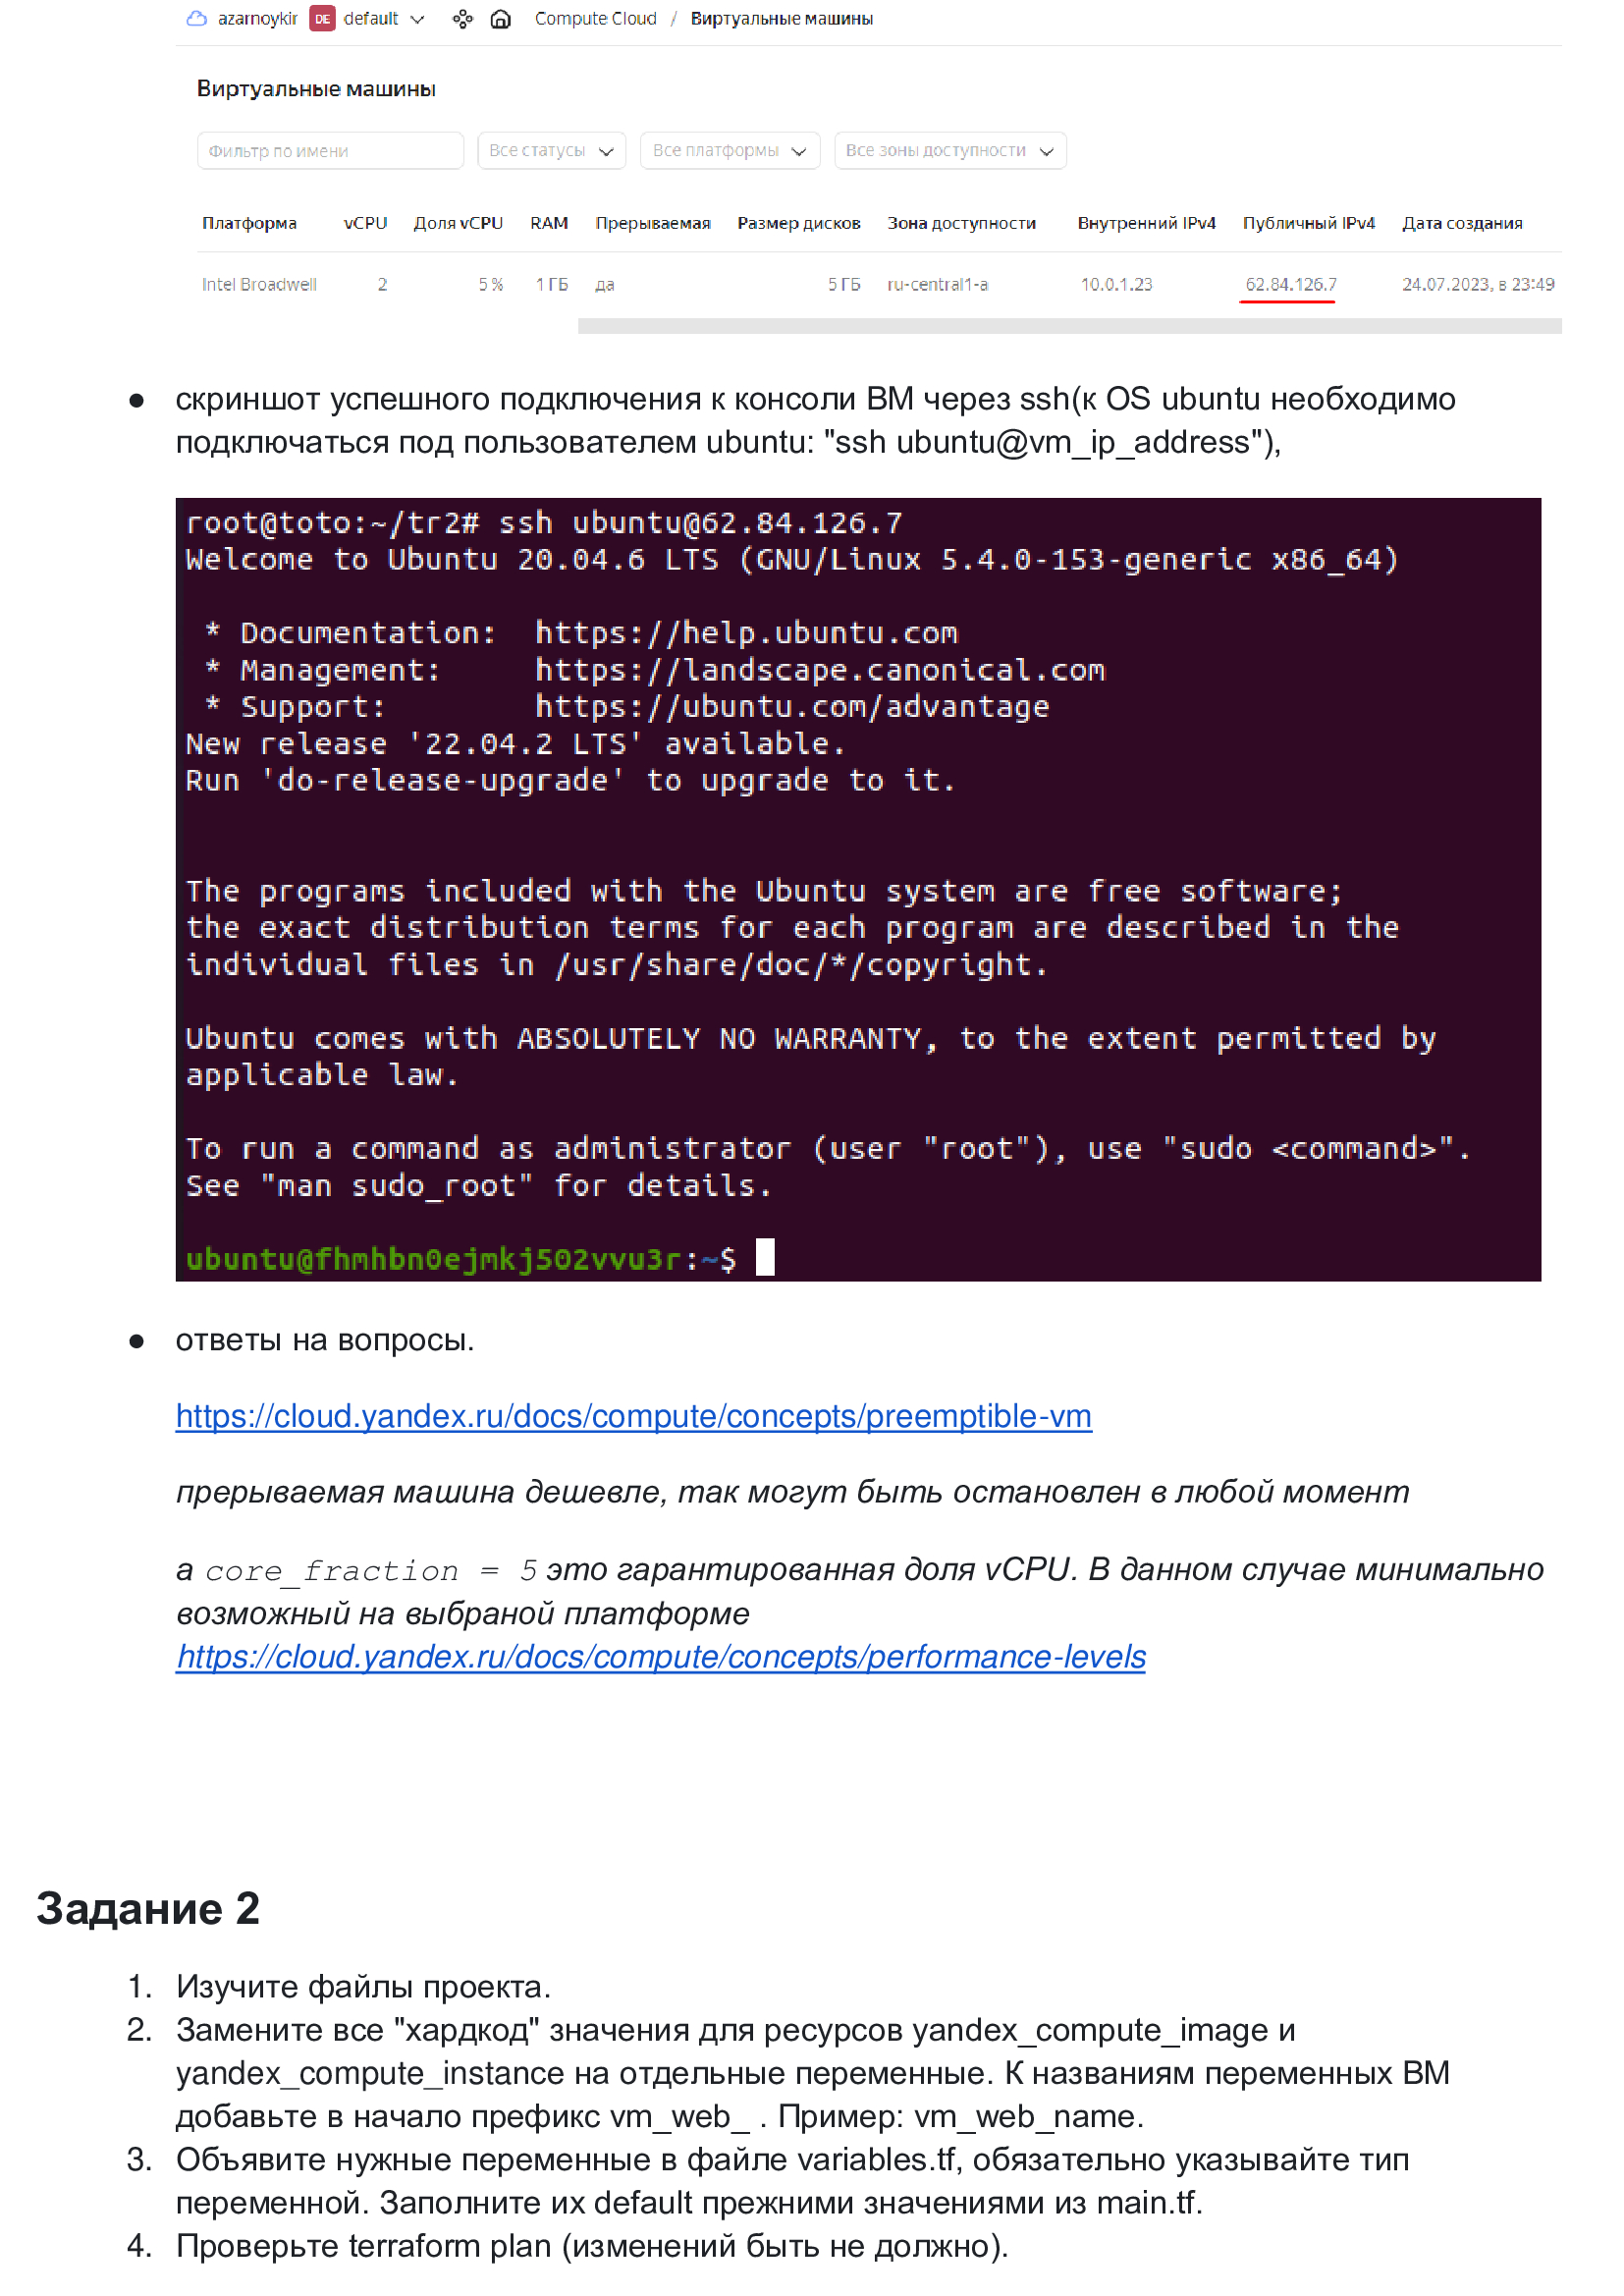 azarnoykir DE default Compute Cloud / Виртуальные машины
Виртуальные машины
Фильтр по имени Все статусы Все платформы Все зоны доступности
Платформа vCPU Доля vCPU RAM Прерываемая Размер дисков Зона доступности Внутренний IPv4 Публичный IPv4 Дата создания
Intel Broadwell 2 5 % 1 ГБ да 5 ГБ ru-central1-a 10.0.1.23 62.84.126.7 24.07.2023, в 23:49
● скриншот успешного подключения к консоли ВМ через ssh(к OS ubuntu необходимо
подключаться под пользователем ubuntu: "ssh ubuntu@vm_ip_address"),
root@toto:~/tr2# ssh ubuntu@62.84.126.7
Welcome to Ubuntu 20.04.6 LTS (GNU/Linux 5.4.0-153-generic x86_64)
* Documentation: https://help.ubuntu.com
* Management: https://landscape.canonical.com
* Support: https://ubuntu.com/advantage
New release '22.04.2 LTS' available.
Run 'do-release-upgrade' to upgrade to it.
The programs included with the Ubuntu system are free software;
the exact distribution terms for each program are described in the
individual files in /usr/share/doc/*/copyright.
Ubuntu comes with ABSOLUTELY NO WARRANTY, to the extent permitted by
applicable law.
To run a command as administrator (user "root"), use "sudo <command>".
See "man sudo_root" for details.
ubuntu@fhmhbn0ejmkj502vvu3r:~$
● ответы на вопросы.
https://cloud.yandex.ru/docs/compute/concepts/preemptible-vm
прерываемая машина дешевле, так могут быть остановлен в любой момент
а core_fraction = 5 это гарантированная доля vCPU. В данном случае минимально
возможный на выбраной платформе
https://cloud.yandex.ru/docs/compute/concepts/performance-levels
Задание 2
1. Изучите файлы проекта.
2. Замените все "хардкод" значения для ресурсов yandex_compute_image и
yandex_compute_instance на отдельные переменные. К названиям переменных ВМ
добавьте в начало префикс vm_web_ . Пример: vm_web_name.
3. Объявите нужные переменные в файле variables.tf, обязательно указывайте тип
переменной. Заполните их default прежними значениями из main.tf.
4. Проверьте terraform plan (изменений быть не должно).